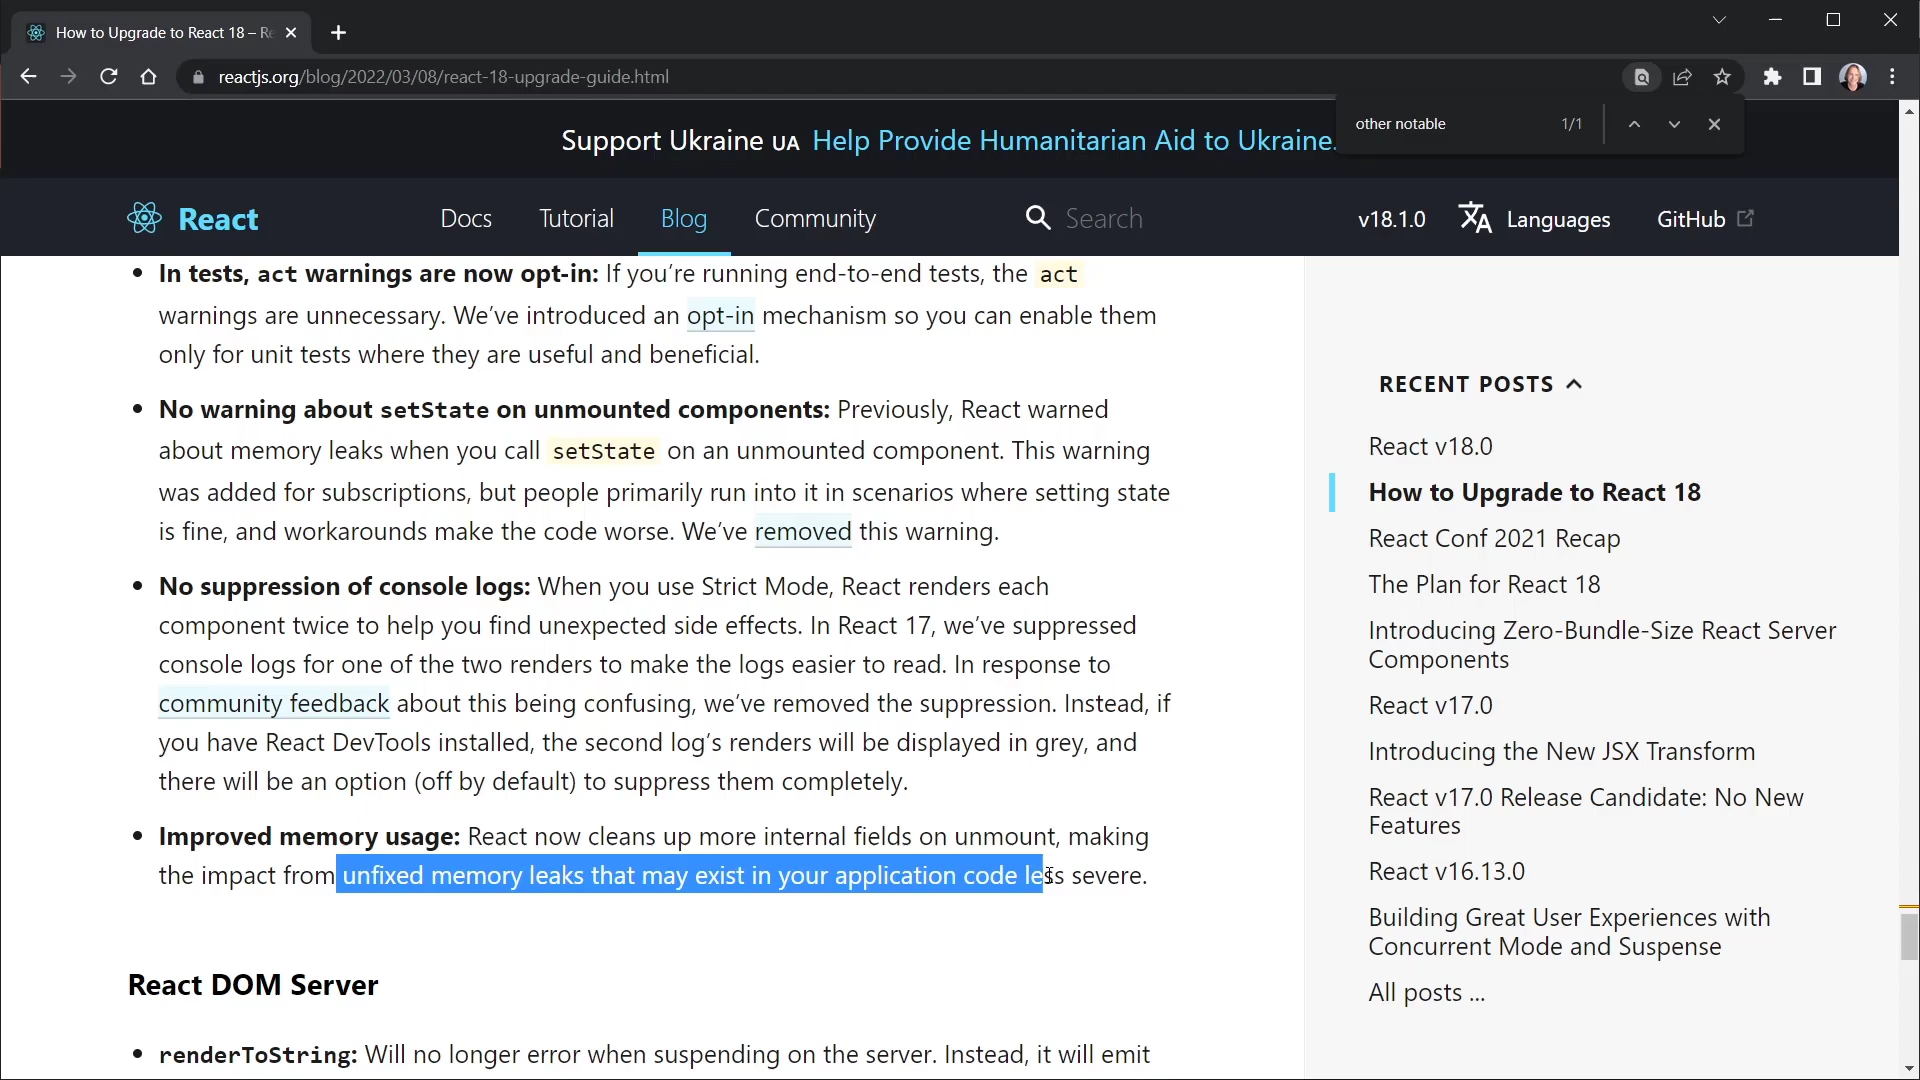 How to Upgrade to React 18 – Re
reactjs.org/blog/2022/03/08/react-18-upgrade-guide.html
other notable 1/1
Support Ukraine UA Help Provide Humanitarian Aid to Ukraine.
React Docs Tutorial Blog Community Search v18.1.0 Languages GitHub
In tests, act warnings are now opt-in: If you’re running end-to-end tests, the act
warnings are unnecessary. We’ve introduced an opt-in mechanism so you can enable them
only for unit tests where they are useful and beneficial.
No warning about setState on unmounted components: Previously, React warned
about memory leaks when you call setState on an unmounted component. This warning
was added for subscriptions, but people primarily run into it in scenarios where setting state
is fine, and workarounds make the code worse. We’ve removed this warning.
No suppression of console logs: When you use Strict Mode, React renders each
component twice to help you find unexpected side effects. In React 17, we’ve suppressed
console logs for one of the two renders to make the logs easier to read. In response to
community feedback about this being confusing, we’ve removed the suppression. Instead, if
you have React DevTools installed, the second log’s renders will be displayed in grey, and
there will be an option (off by default) to suppress them completely.
Improved memory usage: React now cleans up more internal fields on unmount, making
the impact from unfixed memory leaks that may exist in your application code less severe.
React DOM Server
renderToString: Will no longer error when suspending on the server. Instead, it will emit
RECENT POSTS
React v18.0
How to Upgrade to React 18
React Conf 2021 Recap
The Plan for React 18
Introducing Zero-Bundle-Size React Server
Components
React v17.0
Introducing the New JSX Transform
React v17.0 Release Candidate: No New
Features
React v16.13.0
Building Great User Experiences with
Concurrent Mode and Suspense
All posts ...